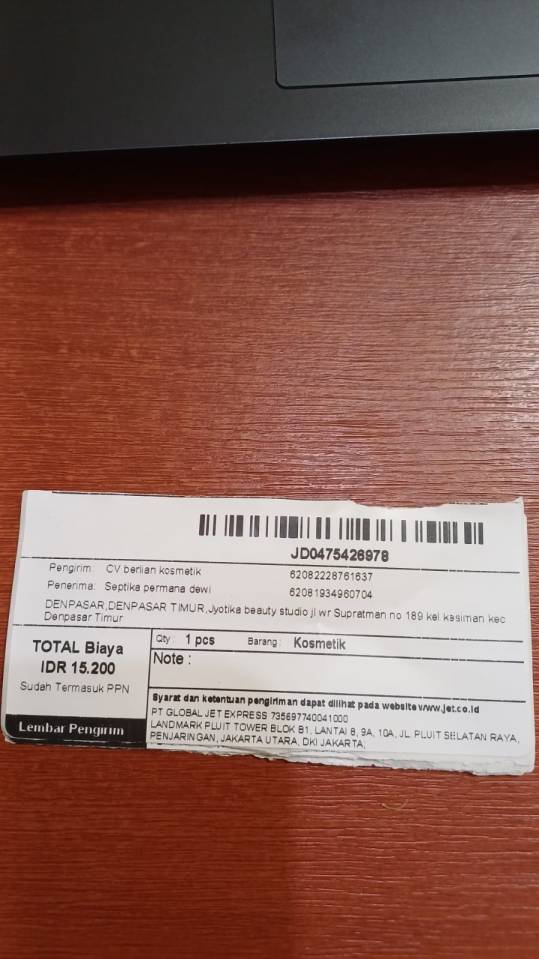 JD0475426978
Pengirim: CV berlian kosmetik 62082228761637
Penerima: Septika permana dewi 62081934960704
DENPASAR,DENPASAR TIMUR,Jyotika beauty studio jl wr Supratman no 189 kel kesiman kec
Denpasar Timur
TOTAL Biaya
IDR 15.200
Sudah Termasuk PPN
Lembar Pengirim
Qty: 1 pcs Barang: Kosmetik
Note :
Syarat dan ketentuan pengiriman dapat dilihat pada website www.jet.co.id
PT GLOBAL JET EXPRESS 735697740041000
LANDMARK PLUIT TOWER BLOK B1, LANTAI 8, 9A, 10A, JL. PLUIT SELATAN RAYA,
PENJARINGAN, JAKARTA UTARA, DKI JAKARTA,